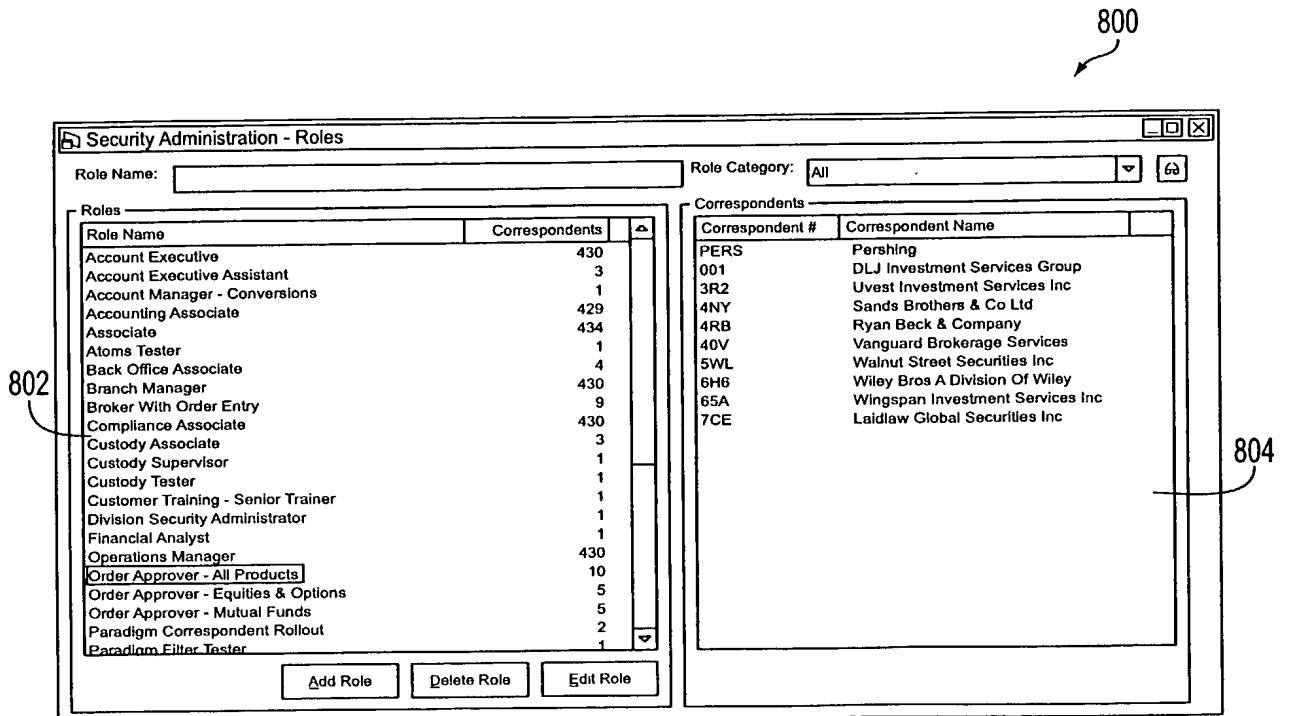 800
Security Administration - Roles
Role Name:
Role Category: All
Roles
Role Name Correspondents
Account Executive 430
Account Executive Assistant 3
Account Manager - Conversions 1
Accounting Associate 429
Associate 434
Atoms Tester 1
Back Office Associate 4
Branch Manager 430
Broker With Order Entry 9
Compliance Associate 430
Custody Associate 3
Custody Supervisor 1
Custody Tester 1
Customer Training - Senior Trainer 1
Division Security Administrator 1
Financial Analyst 1
Operations Manager 430
Order Approver - All Products 10
Order Approver - Equities & Options 5
Order Approver - Mutual Funds 5
Paradigm Correspondent Rollout 2
Paradigm Filter Tester 1
802
Add Role Delete Role Edit Role
Correspondents
Correspondent # Correspondent Name
PERS Pershing
001 DLJ Investment Services Group
3R2 Uvest Investment Services Inc
4NY Sands Brothers & Co Ltd
4RB Ryan Beck & Company
40V Vanguard Brokerage Services
5WL Walnut Street Securities Inc
6H6 Wiley Bros A Division Of Wiley
65A Wingspan Investment Services Inc
7CE Laidlaw Global Securities Inc
804